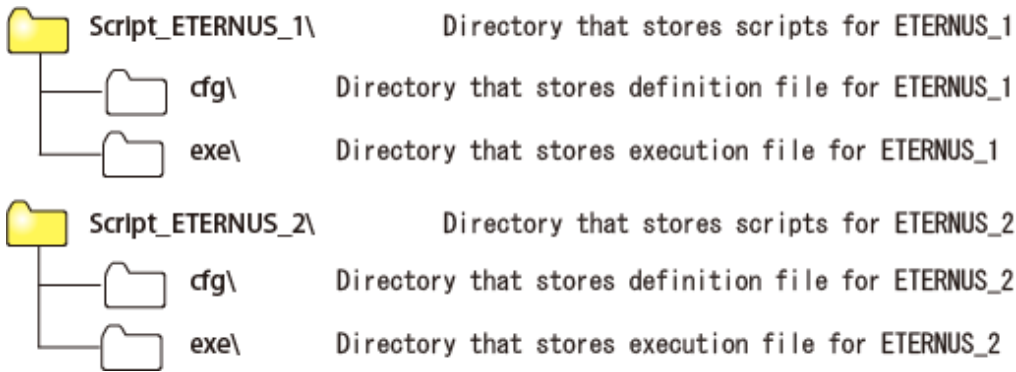 Script_ETERNUS_1\ Directory that stores scripts for ETERNUS_1
cfg\ Directory that stores definition file for ETERNUS_1
exe\ Directory that stores execution file for ETERNUS_1
Script_ETERNUS_2\ Directory that stores scripts for ETERNUS_2
cfg\ Directory that stores definition file for ETERNUS_2
exe\ Directory that stores execution file for ETERNUS_2